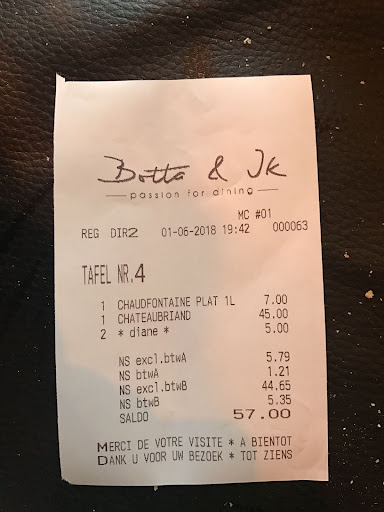 Botta & Jk
passion for dining
MC #01
REG DIR2 01-06-2018 19:42 000063
TAFEL NR.4
1 CHAUDFONTAINE PLAT 1L 7.00
1 CHATEAUBRIAND 45.00
2 * diane * 5.00
NS excl.btwA 5.79
NS btwA 1.21
NS excl.btwB 44.65
NS btwB 5.35
SALDO 57.00
MERCI DE VOTRE VISITE * A BIENTOT
DANK U VOOR UW BEZOEK * TOT ZIENS